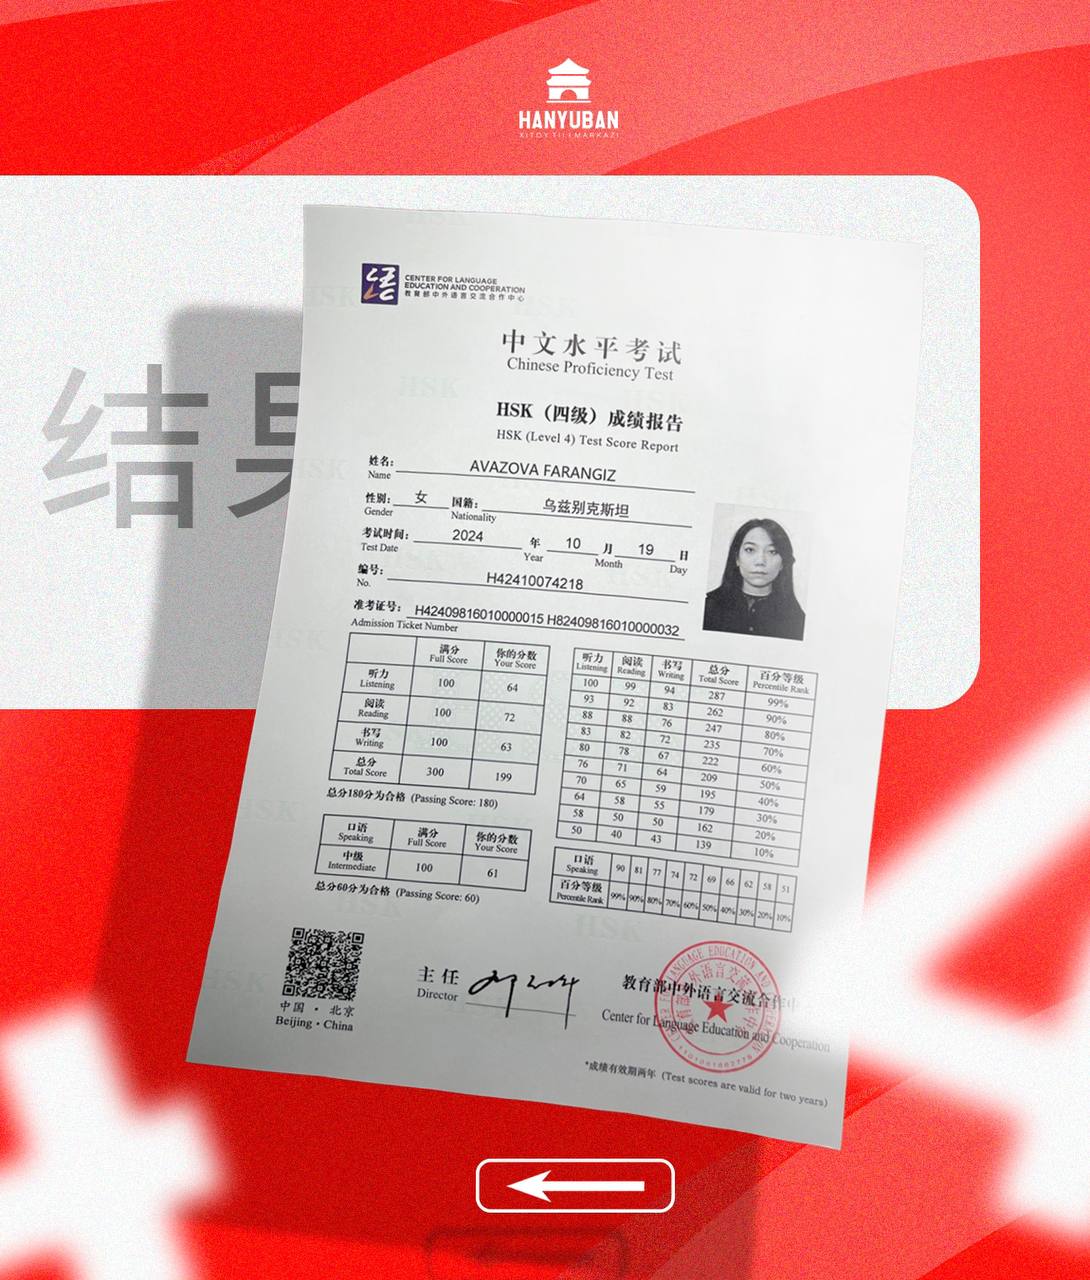 HANYUBAN
XITOY TILI MARKAZI
结果
CENTER FOR LANGUAGE
EDUCATION AND COOPERATION
教育部中外语言交流合作中心
中文水平考试
Chinese Proficiency Test
HSK（四级）成绩报告
HSK (Level 4) Test Score Report
姓名: AVAZOVA FARANGIZ
Name
性别: 女 国籍: 乌兹别克斯坦
Gender Nationality
考试时间: 2024 年 10 月 19 日
Test Date Year Month Day
编号: H42410074218
No.
准考证号: H42409816010000015 H82409816010000032
Admission Ticket Number
满分 你的分数
Full Score Your Score
听力 100 64
Listening
阅读 100 72
Reading
书写 100 63
Writing
总分 300 199
Total Score
总分180分为合格 (Passing Score: 180)
口语 满分 你的分数
Speaking Full Score Your Score
中级 100 61
Intermediate
总分60分为合格 (Passing Score: 60)
听力 阅读 书写 总分 百分等级
Listening Reading Writing Total Score Percentile Rank
100 99 94 287 99%
93 92 83 262 90%
88 88 76 247 80%
83 82 72 235 70%
80 78 67 222 60%
76 71 64 209 50%
70 65 59 195 40%
64 58 55 179 30%
58 50 50 162 20%
50 40 43 139 10%
口语 90 81 77 74 72 69 66 62 58 51
Speaking
百分等级 99% 90% 80% 70% 60% 50% 40% 30% 20% 10%
Percentile Rank
中国・北京
Beijing・China
主任
Director
教育部中外语言交流合作中
Center for Language Education and Cooperation
*成绩有效期两年 (Test scores are valid for two years)